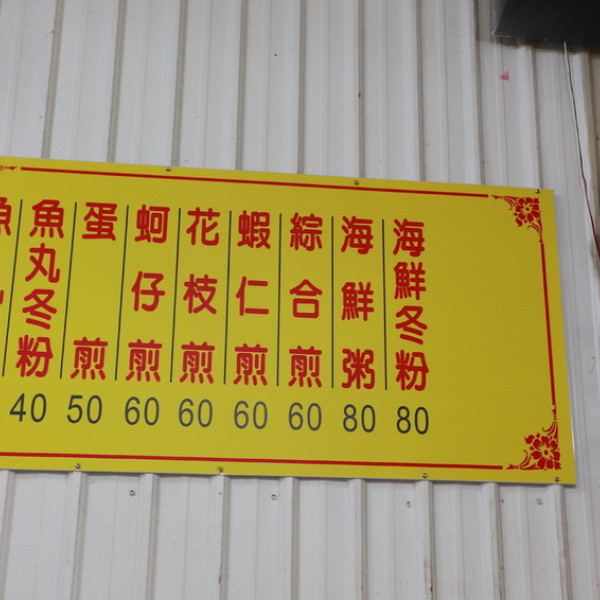 海鮮冬粉 80
海鮮粥 80
綜合煎 60
蝦仁煎 60
花枝煎 60
蚵仔煎 60
蛋煎 50
魚丸冬粉 40